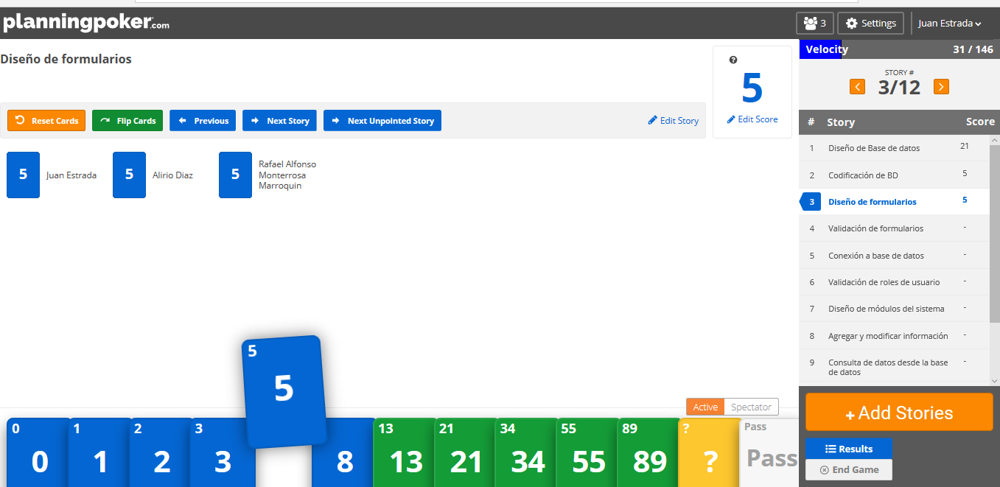 planningpoker.com
3
Settings
Juan Estrada
Diseño de formularios
?
5
Edit Score
Reset Cards
Flip Cards
Previous
Next Story
Next Unpointed Story
Edit Story
5
Juan Estrada
5
Alirio Diaz
5
Rafael Alfonso
Monterrosa
Marroquin
Velocity
31 / 146
STORY #
3/12
# Story Score
1 Diseño de Base de datos 21
2 Codificación de BD 5
3 Diseño de formularios 5
4 Validación de formularios -
5 Conexión a base de datos -
6 Validación de roles de usuario -
7 Diseño de módulos del sistema -
8 Agregar y modificar información -
9 Consulta de datos desde la base -
de datos
Active
Spectator
0
0
1
1
2
2
3
3
5
5
8
13
13
21
21
34
34
55
55
89
89
?
?
Pass
Pass
+ Add Stories
Results
End Game